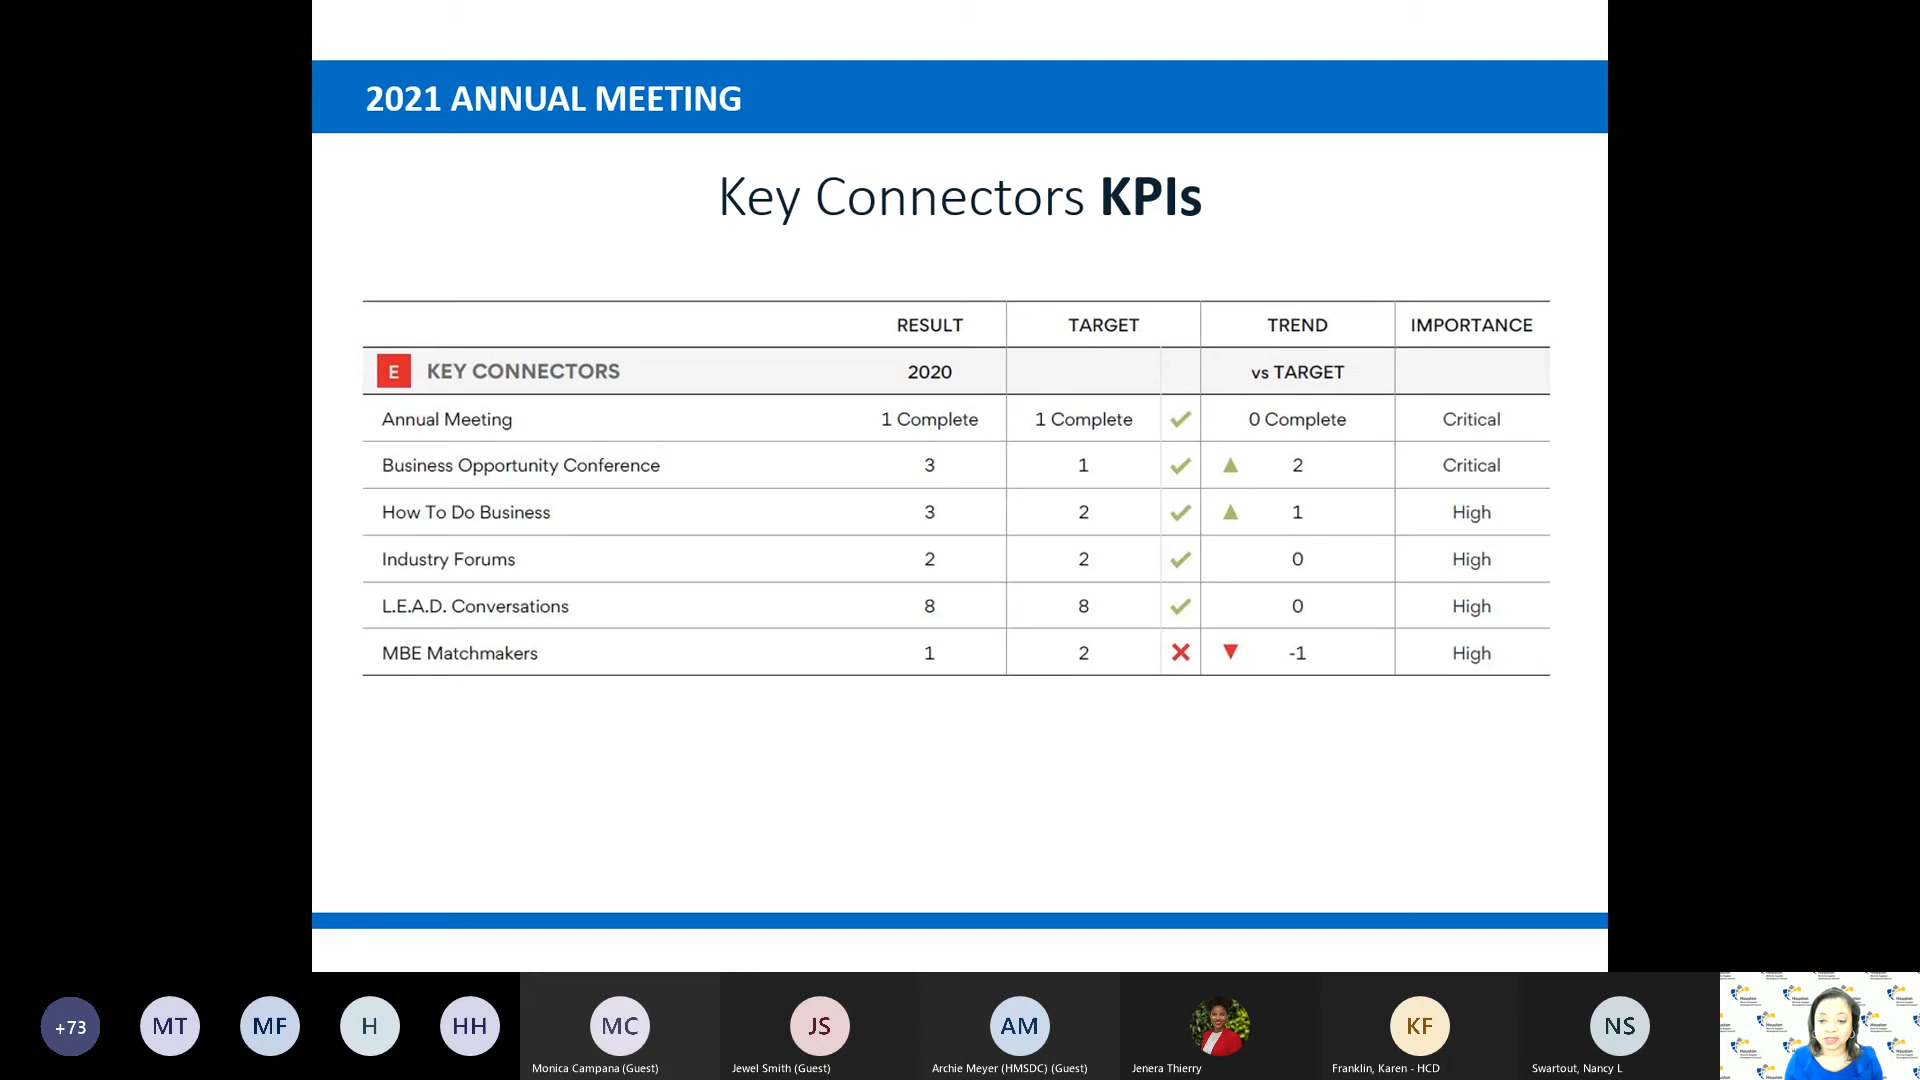 2021 ANNUAL MEETING
Key Connectors KPIs
RESULT TARGET TREND IMPORTANCE
E KEY CONNECTORS 2020 vs TARGET
Annual Meeting 1 Complete 1 Complete 0 Complete Critical
Business Opportunity Conference 3 1 2 Critical
How To Do Business 3 2 1 High
Industry Forums 2 2 0 High
L.E.A.D. Conversations 8 8 0 High
MBE Matchmakers 1 2 -1 High
+73 MT MF H HH MC JS AM KF NS
Monica Campana (Guest) Jewel Smith (Guest) Archie Meyer (HMSDC) (Guest) Jenera Thierry Franklin, Karen - HCD Swartout, Nancy L